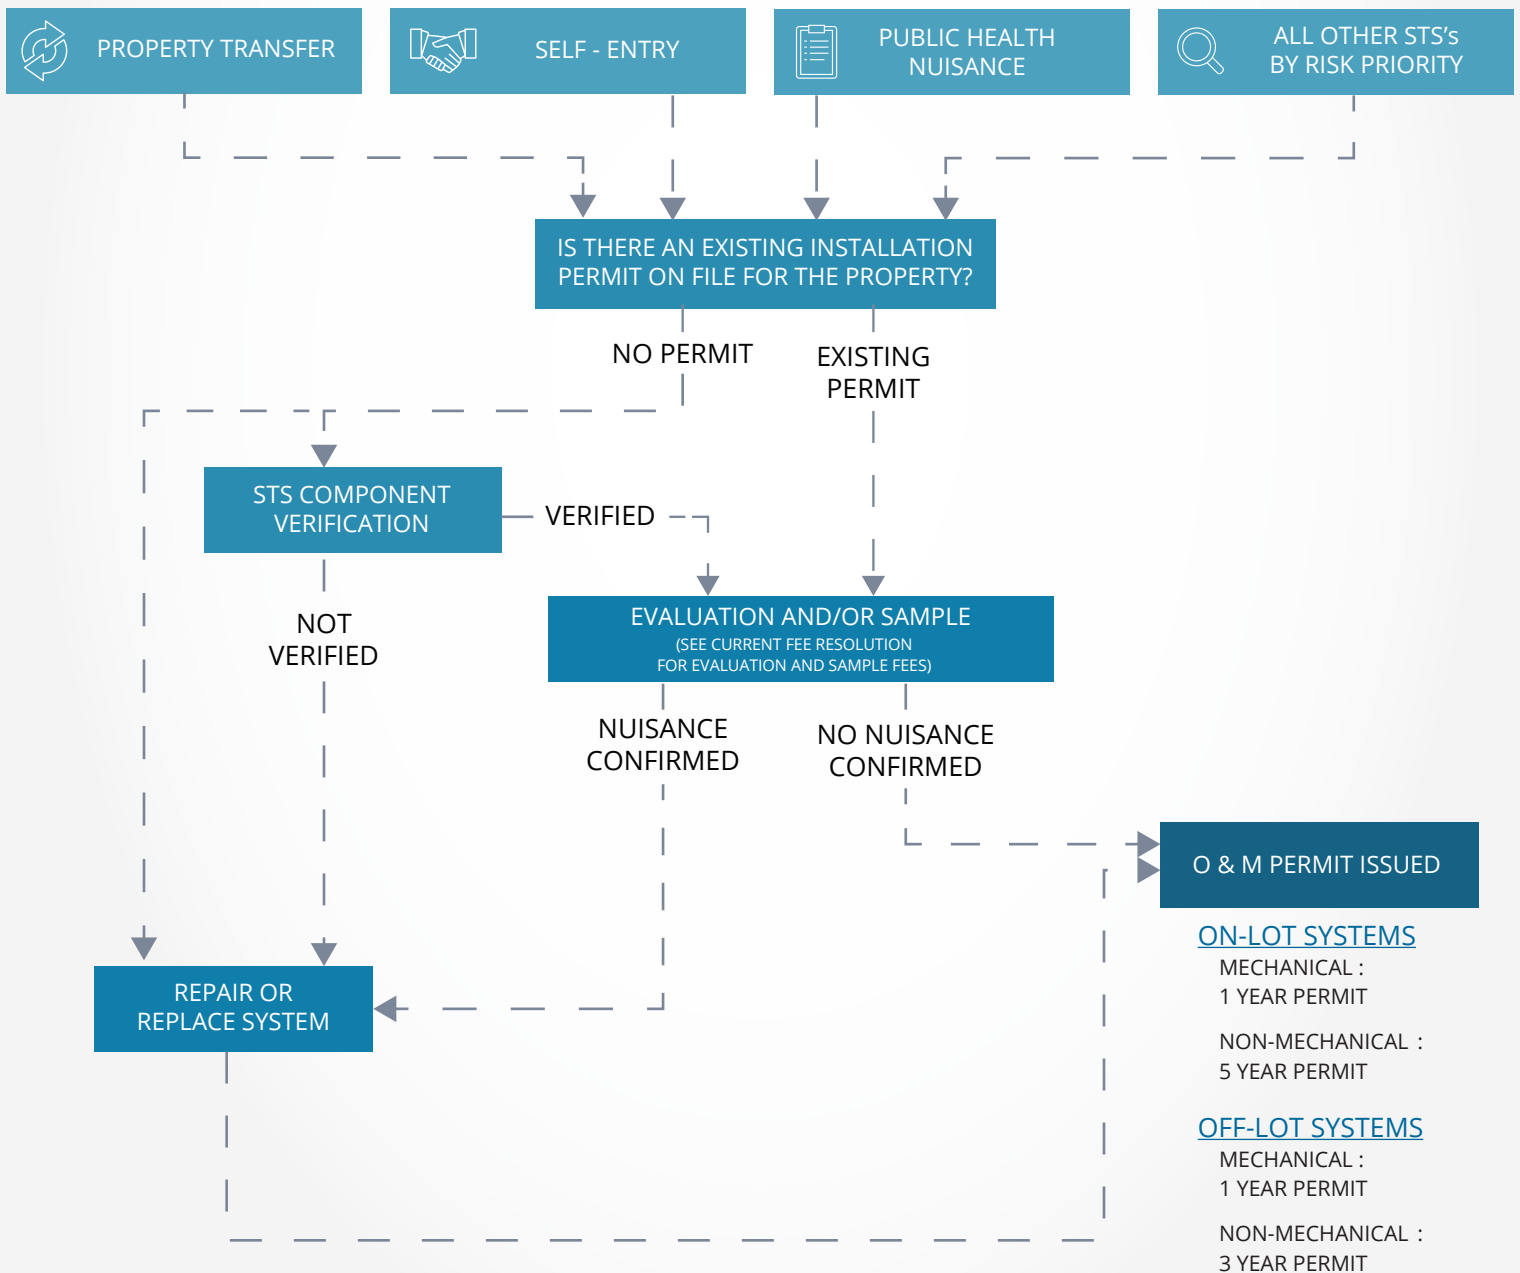 PROPERTY TRANSFER
SELF - ENTRY
PUBLIC HEALTH
NUISANCE
ALL OTHER STS's
BY RISK PRIORITY
IS THERE AN EXISTING INSTALLATION
PERMIT ON FILE FOR THE PROPERTY?
NO PERMIT
EXISTING
PERMIT
STS COMPONENT
VERIFICATION
VERIFIED
NOT
VERIFIED
EVALUATION AND/OR SAMPLE
(SEE CURRENT FEE RESOLUTION
FOR EVALUATION AND SAMPLE FEES)
NUISANCE
CONFIRMED
NO NUISANCE
CONFIRMED
O & M PERMIT ISSUED
REPAIR OR
REPLACE SYSTEM
ON-LOT SYSTEMS
MECHANICAL :
1 YEAR PERMIT
NON-MECHANICAL :
5 YEAR PERMIT
OFF-LOT SYSTEMS
MECHANICAL :
1 YEAR PERMIT
NON-MECHANICAL :
3 YEAR PERMIT